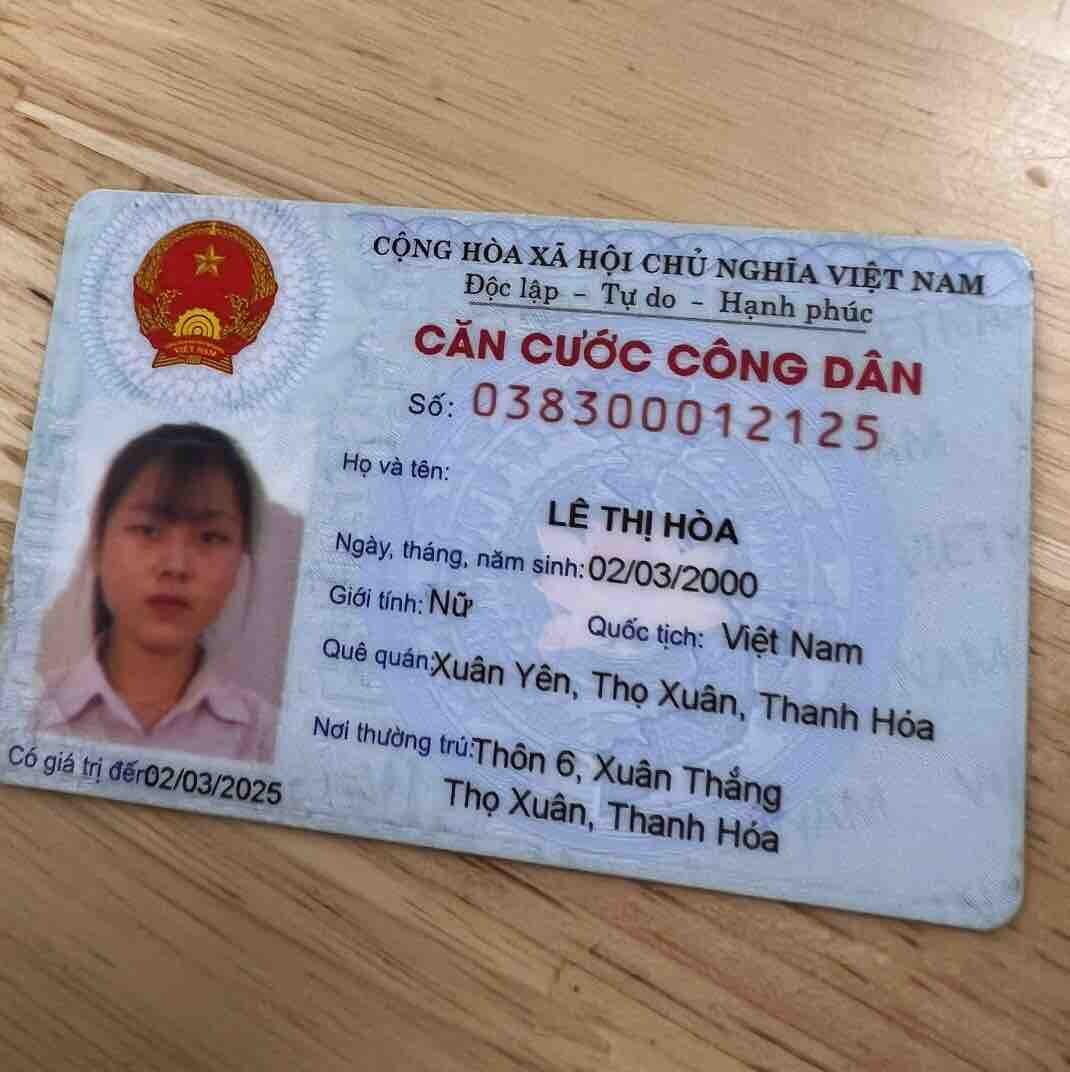 CỘNG HÒA XÃ HỘI CHỦ NGHĨA VIỆT NAM
Độc lập – Tự do – Hạnh phúc
CĂN CƯỚC CÔNG DÂN
Số: 038300012125
Họ và tên:
LÊ THỊ HÒA
Ngày, tháng, năm sinh: 02/03/2000
Giới tính: Nữ Quốc tịch: Việt Nam
Quê quán: Xuân Yên, Thọ Xuân, Thanh Hóa
Nơi thường trú: Thôn 6, Xuân Thắng
Thọ Xuân, Thanh Hóa
Có giá trị đến 02/03/2025
VIỆT NAM